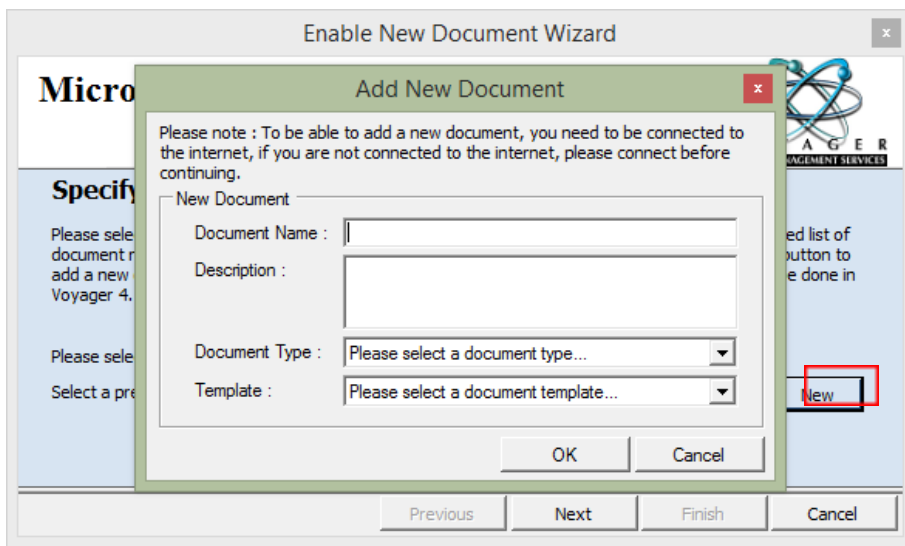 Enable New Document Wizard
x
Micro
Add New Document
x
A G E R
MANAGEMENT SERVICES
Please note : To be able to add a new document, you need to be connected to
the internet, if you are not connected to the internet, please connect before
continuing.
Specify
New Document
Please sele
ed list of
Document Name :
document r
button to
add a new
Description :
e done in
Voyager 4.
Please sele
Document Type :
Please select a document type...
Select a pre
Template :
Please select a document template...
New
OK
Cancel
Previous
Next
Finish
Cancel